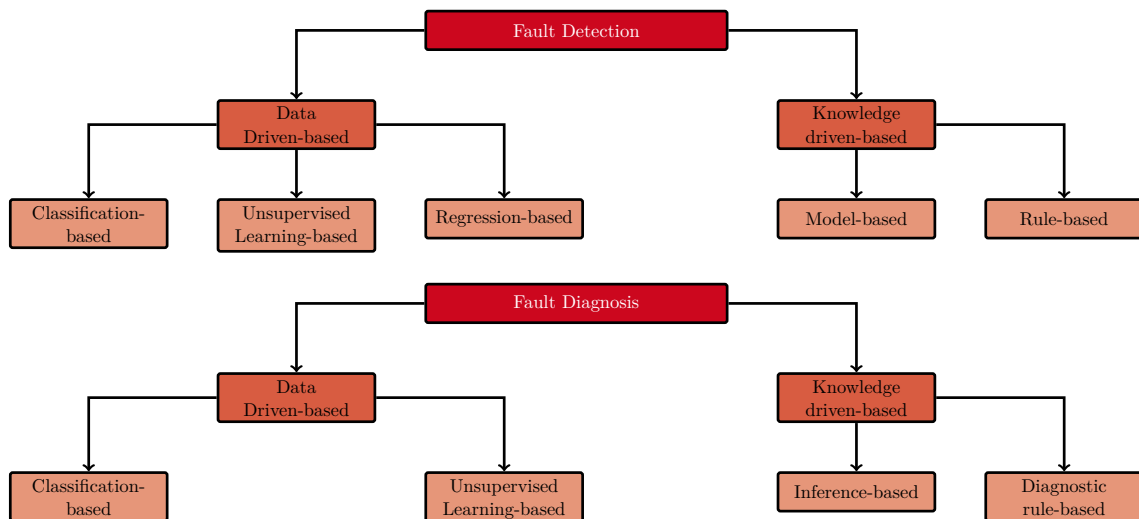 Fault Detection
Data
Driven-based
Knowledge
driven-based
Classification-
based
Unsupervised
Learning-based
Regression-based
Model-based
Rule-based
Fault Diagnosis
Data
Driven-based
Knowledge
driven-based
Classification-
based
Unsupervised
Learning-based
Inference-based
Diagnostic
rule-based